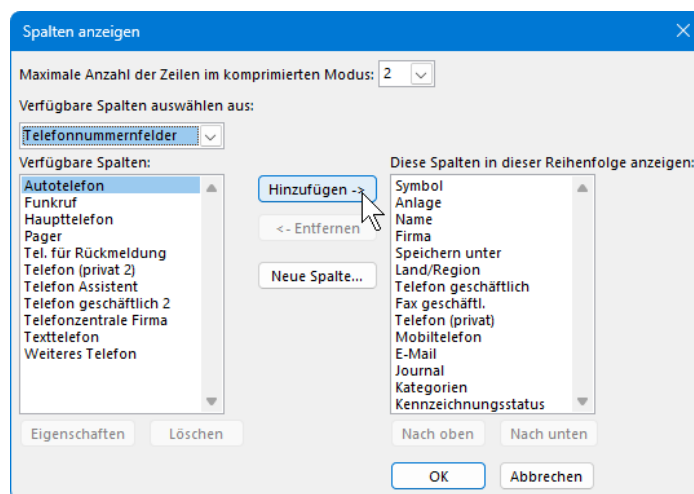 Spalten anzeigen
Maximale Anzahl der Zeilen im komprimierten Modus: 2
Verfügbare Spalten auswählen aus:
Telefonnummernfelder
Verfügbare Spalten:
Autotelefon
Funkruf
Haupttelefon
Pager
Tel. für Rückmeldung
Telefon (privat 2)
Telefon Assistent
Telefon geschäftlich 2
Telefonzentrale Firma
Texttelefon
Weiteres Telefon
Eigenschaften
Löschen
Hinzufügen ->
<- Entfernen
Neue Spalte...
Diese Spalten in dieser Reihenfolge anzeigen:
Symbol
Anlage
Name
Firma
Speichern unter
Land/Region
Telefon geschäftlich
Fax geschäftl.
Telefon (privat)
Mobiltelefon
E-Mail
Journal
Kategorien
Kennzeichnungsstatus
Nach oben
Nach unten
OK
Abbrechen